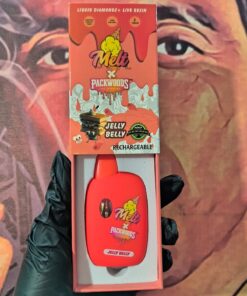 LIQUID DIAMONDS + LIVE RESIN
Melt
X
PACKWOODS
JELLY
BELLY
RECHARGEABLE
Melt
X
PACKWOODS
JELLY BELLY